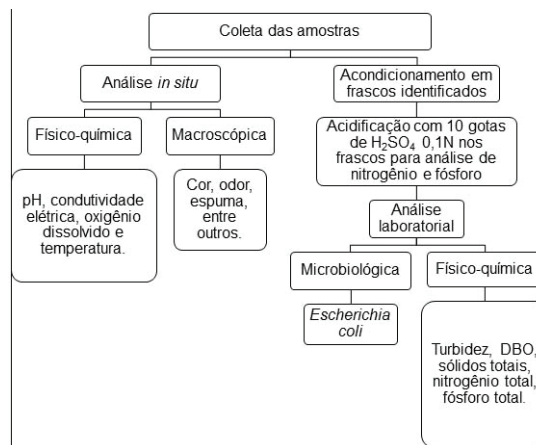 Coleta das amostras
Análise in situ
Acondicionamento em
frascos identificados
Físico-química
Macroscópica
Acidificação com 10 gotas
de H₂SO₄ 0,1N nos
frascos para análise de
nitrogênio e fósforo
pH, condutividade
elétrica, oxigênio
dissolvido e
temperatura.
Cor, odor,
espuma,
entre
outros.
Análise
laboratorial
Microbiológica
Físico-química
Escherichia
coli
Turbidez, DBO,
sólidos totais,
nitrogênio total,
fósforo total.